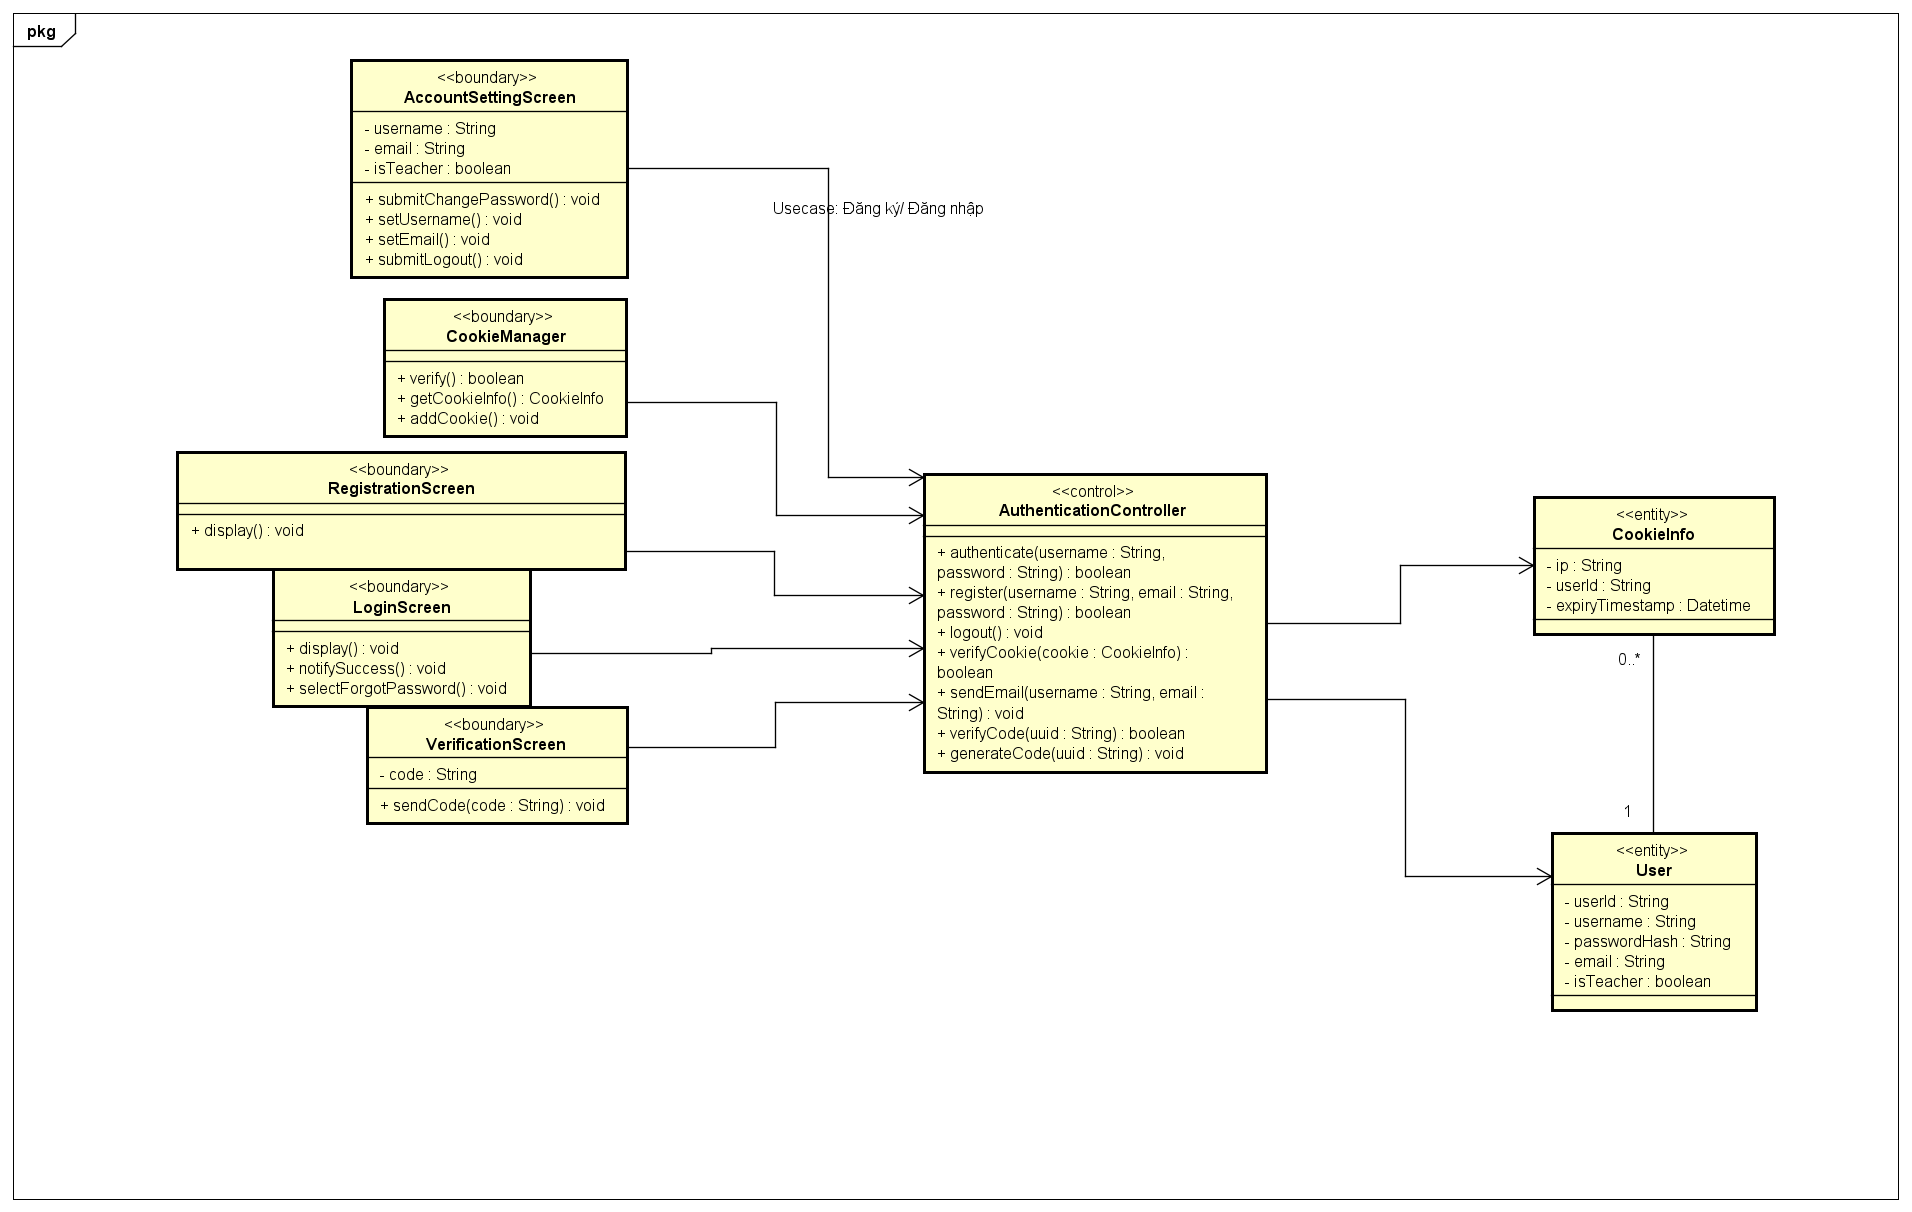 pkg
<<boundary>>
AccountSettingScreen
- username : String
- email : String
- isTeacher : boolean
+ submitChangePassword() : void
+ setUsername() : void
+ setEmail() : void
+ submitLogout() : void
Usecase: Đăng ký/ Đăng nhập
<<boundary>>
CookieManager
+ verify() : boolean
+ getCookieInfo() : CookieInfo
+ addCookie() : void
<<boundary>>
RegistrationScreen
+ display() : void
<<boundary>>
LoginScreen
+ display() : void
+ notifySuccess() : void
+ selectForgotPassword() : void
<<boundary>>
VerificationScreen
- code : String
+ sendCode(code : String) : void
<<control>>
AuthenticationController
+ authenticate(username : String,
password : String) : boolean
+ register(username : String, email : String,
password : String) : boolean
+ logout() : void
+ verifyCookie(cookie : CookieInfo) :
boolean
+ sendEmail(username : String, email :
String) : void
+ verifyCode(uuid : String) : boolean
+ generateCode(uuid : String) : void
<<entity>>
CookieInfo
- ip : String
- userId : String
- expiryTimestamp : Datetime
0..*
1
<<entity>>
User
- userId : String
- username : String
- passwordHash : String
- email : String
- isTeacher : boolean